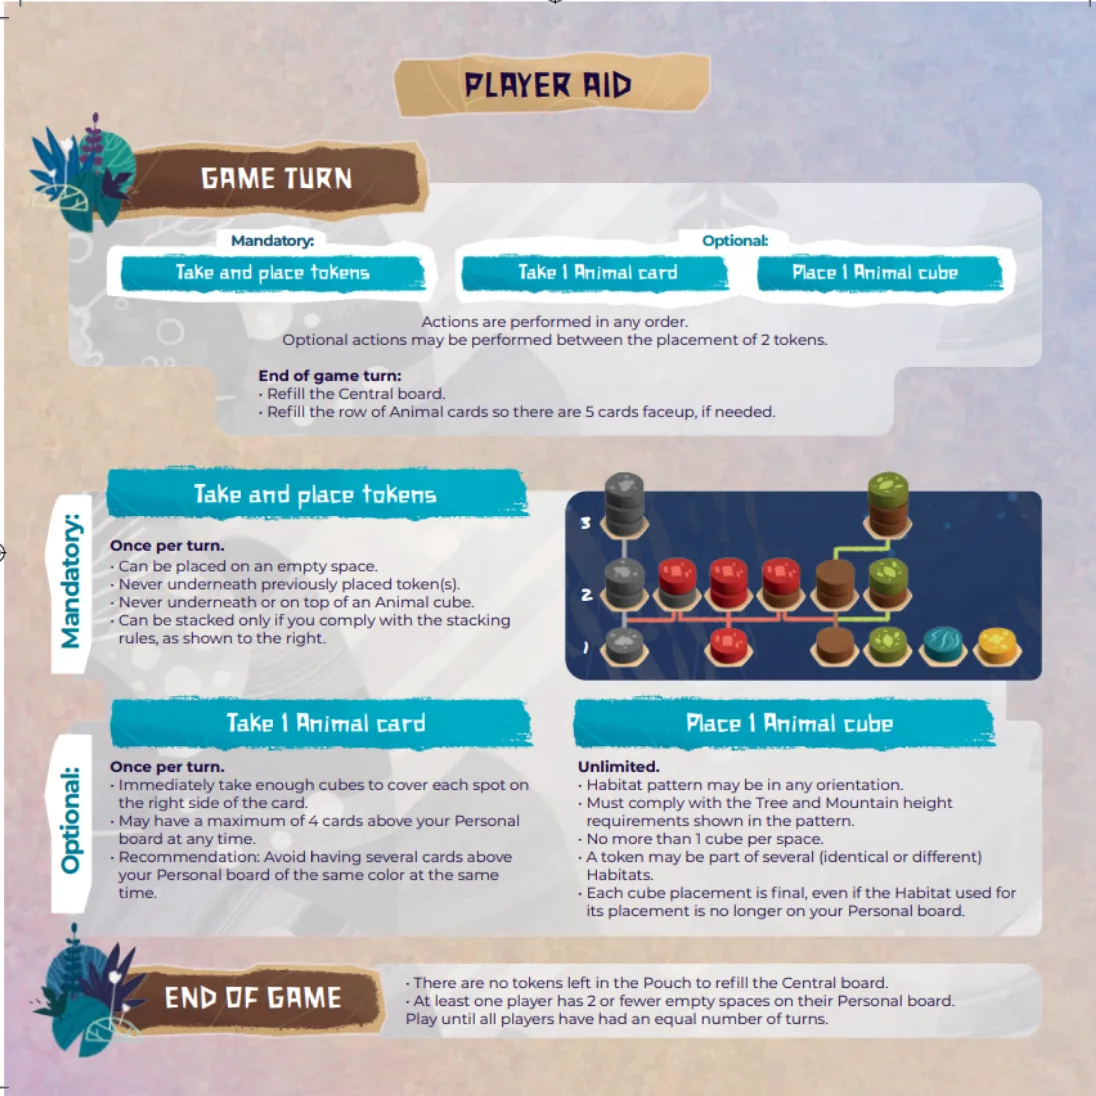 PLAYER AID
GAME TURN
Mandatory:
Take and place tokens
Optional:
Take 1 Animal card
Place 1 Animal cube
Actions are performed in any order.
Optional actions may be performed between the placement of 2 tokens.
End of game turn:
• Refill the Central board.
• Refill the row of Animal cards so there are 5 cards faceup, if needed.
Mandatory:
Take and place tokens
Once per turn.
• Can be placed on an empty space.
• Never underneath previously placed token(s).
• Never underneath or on top of an Animal cube.
• Can be stacked only if you comply with the stacking
rules, as shown to the right.
3
2
1
Optional:
Take 1 Animal card
Once per turn.
• Immediately take enough cubes to cover each spot on
the right side of the card.
• May have a maximum of 4 cards above your Personal
board at any time.
• Recommendation: Avoid having several cards above
your Personal board of the same color at the same
time.
Place 1 Animal cube
Unlimited.
• Habitat pattern may be in any orientation.
• Must comply with the Tree and Mountain height
requirements shown in the pattern.
• No more than 1 cube per space.
• A token may be part of several (identical or different)
Habitats.
• Each cube placement is final, even if the Habitat used for
its placement is no longer on your Personal board.
END OF GAME
• There are no tokens left in the Pouch to refill the Central board.
• At least one player has 2 or fewer empty spaces on their Personal board.
Play until all players have had an equal number of turns.